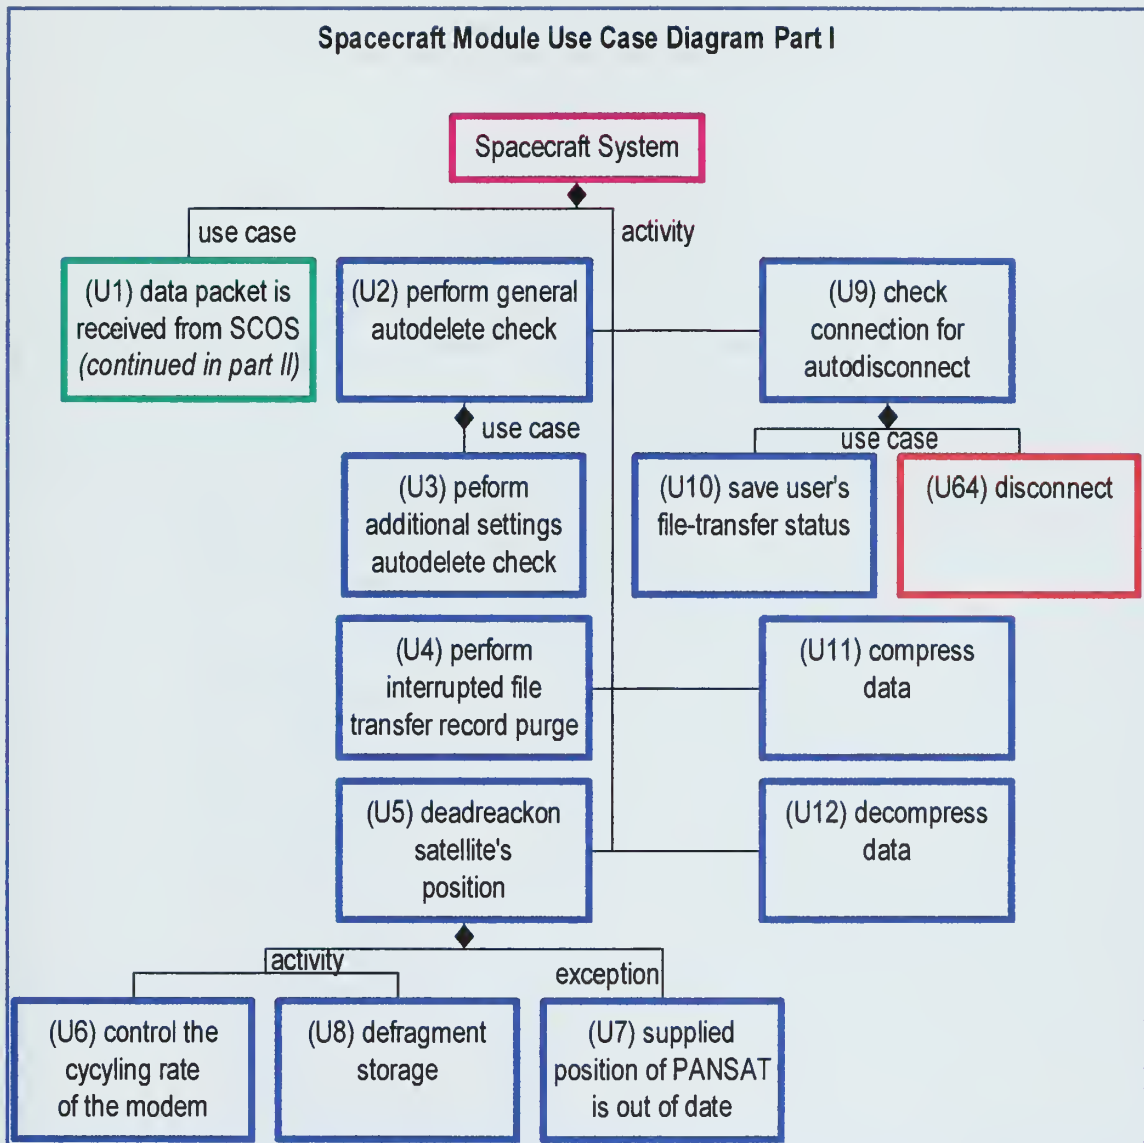 Spacecraft Module Use Case Diagram Part I
Spacecraft System
use case
activity
(U1) data packet is
received from SCOS
(continued in part II)
(U2) perform general
autodelete check
(U9) check
connection for
autodisconnect
use case
use case
(U3) peform
additional settings
autodelete check
(U10) save user's
file-transfer status
(U64) disconnect
(U4) perform
interrupted file
transfer record purge
(U11) compress
data
(U5) deadreackon
satellite's
position
(U12) decompress
data
activity
exception
(U6) control the
cycyling rate
of the modem
(U8) defragment
storage
(U7) supplied
position of PANSAT
is out of date